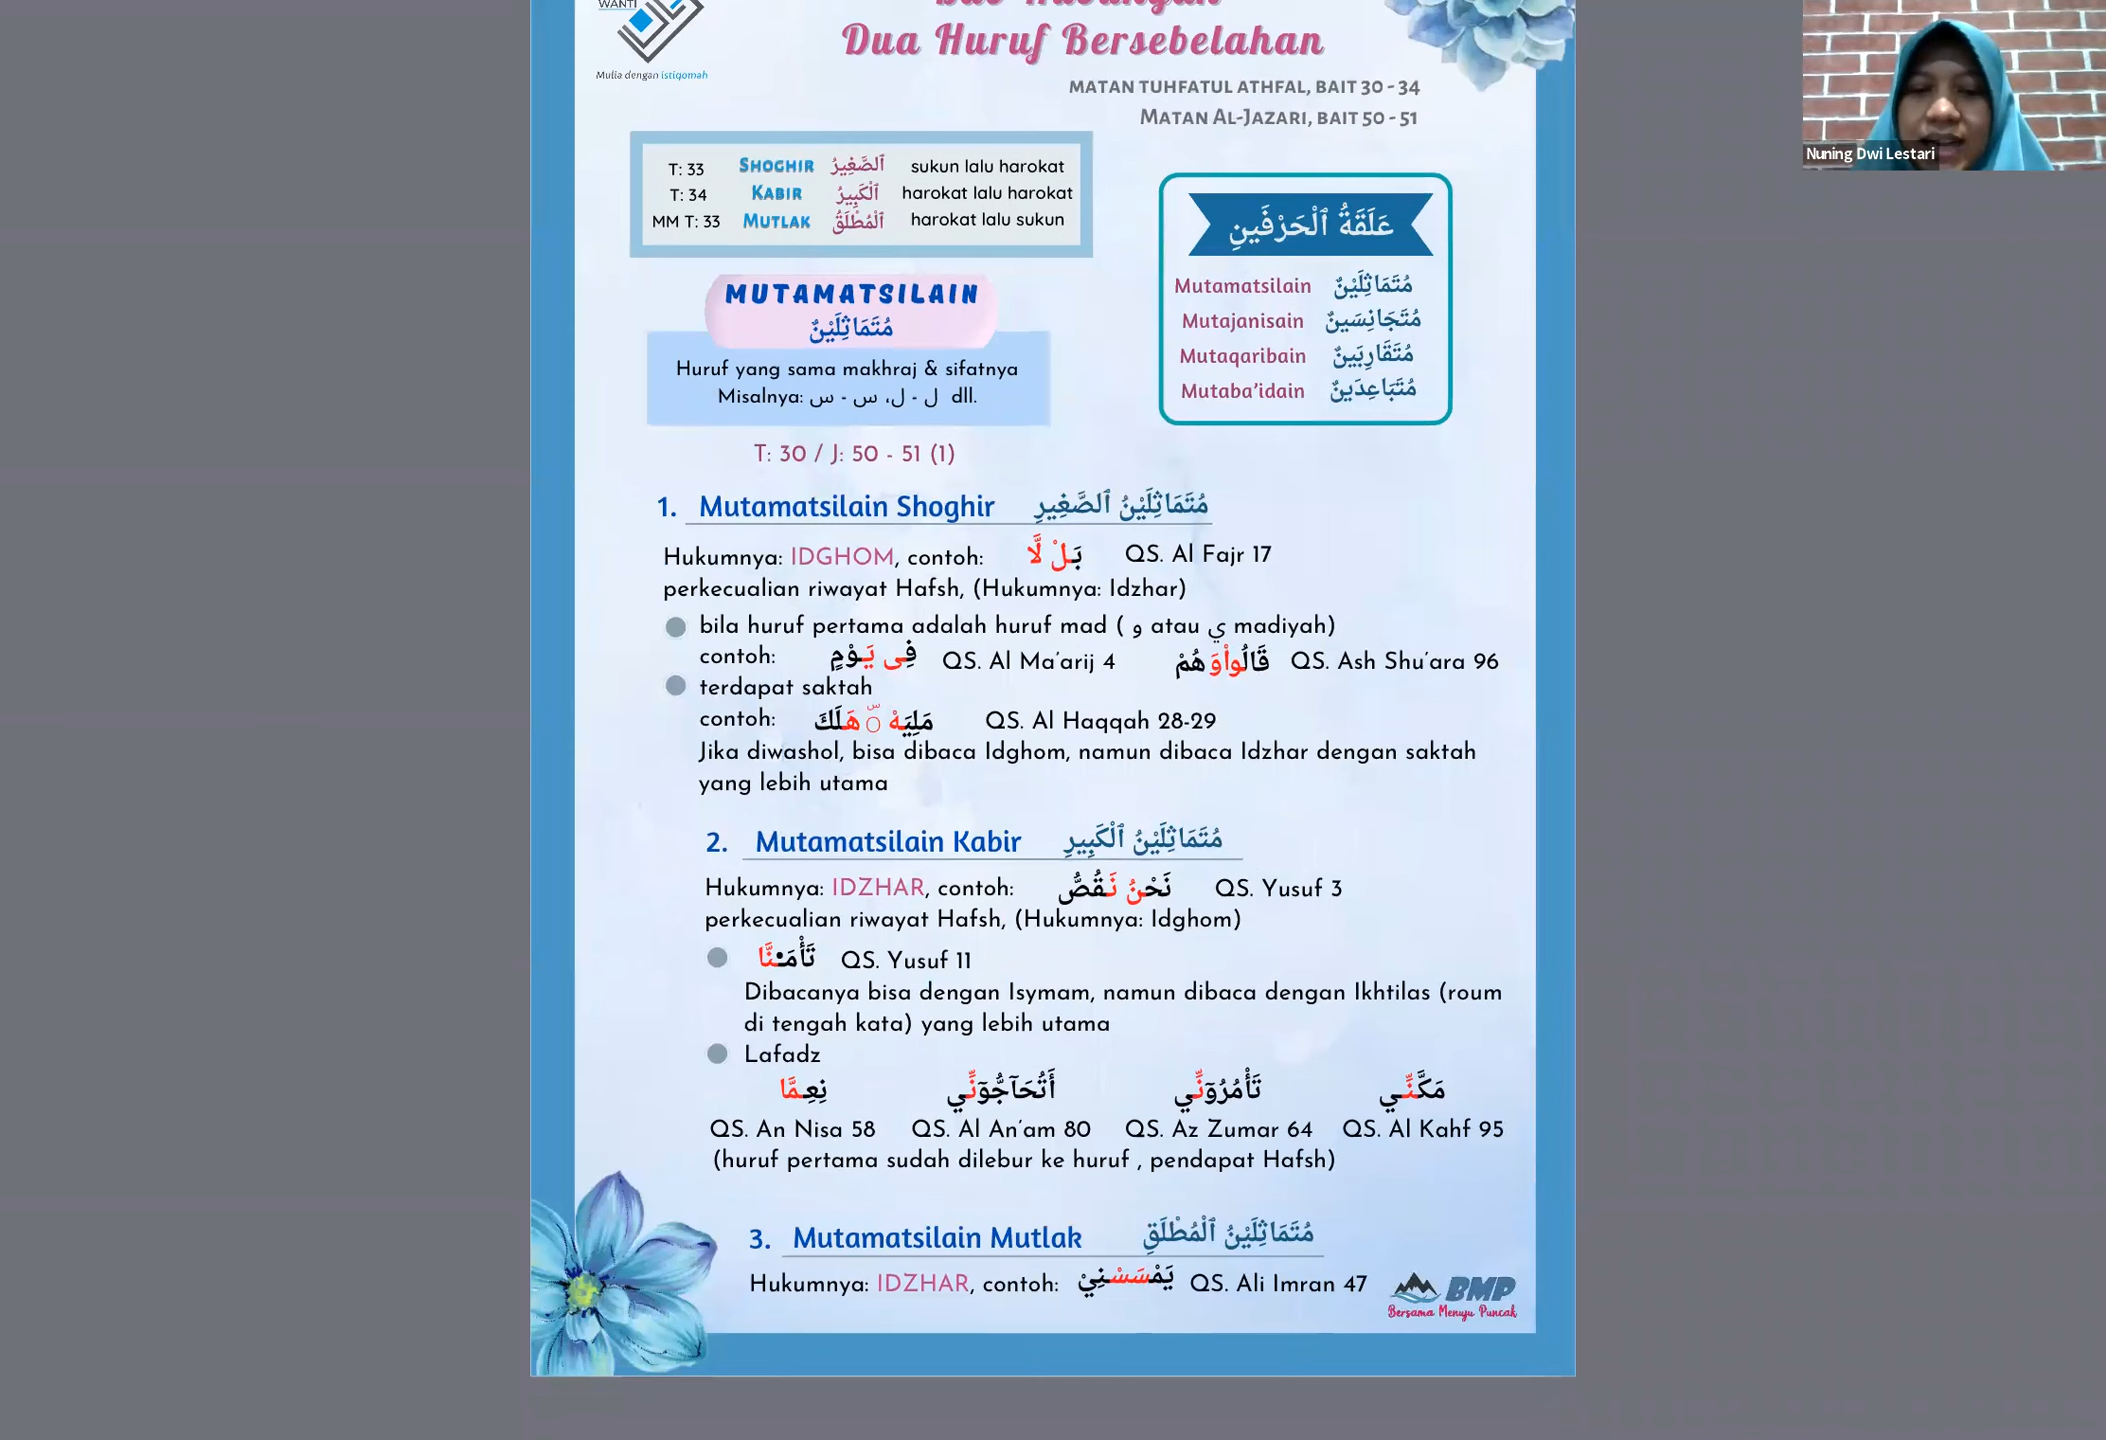 WANTI
Mulia dengan istiqomah
Dua Huruf Bersebelahan
MATAN TUHFATUL ATHFAL, BAIT 30 - 34
MATAN AL-JAZARI, BAIT 50 - 51
Nuning Dwi Lestari
T: 33 SHOGHIR ٱلصَّغِيرُ sukun lalu harokat
T: 34 KABIR ٱلْكَبِيرُ harokat lalu harokat
MM T: 33 MUTLAK ٱلْمُطْلَقُ harokat lalu sukun
عَلَقَةُ ٱلْحَرْفَينِ
Mutamatsilain مُتَمَاثِلَيْنٌ
Mutajanisain مُتَجَانِسَينٌ
Mutaqaribain مُتَقَارِبَينٌ
Mutaba'idain مُتَبَاعِدَينٌ
MUTAMATSILAIN
مُتَمَاثِلَيْنٌ
Huruf yang sama makhraj & sifatnya
Misalnya: ل - ل، س - س dll.
T: 30 / J: 50 - 51 (1)
1. Mutamatsilain Shoghir مُتَمَاثِلَيْنُ ٱلصَّغِيرِ
Hukumnya: IDGHOM, contoh: بَلْ لَّا QS. Al Fajr 17
perkecualian riwayat Hafsh, (Hukumnya: Idzhar)
bila huruf pertama adalah huruf mad ( و atau ي madiyah)
contoh: فِى يَوْمٍ QS. Al Ma'arij 4 قَالُواْوَهُمْ QS. Ash Shu'ara 96
terdapat saktah
contoh: مَلِيَهْ ۜ هَلَكَ QS. Al Haqqah 28-29
Jika diwashol, bisa dibaca Idghom, namun dibaca Idzhar dengan saktah
yang lebih utama
2. Mutamatsilain Kabir مُتَمَاثِلَيْنُ ٱلْكَبِيرِ
Hukumnya: IDZHAR, contoh: نَحْنُ نَقُصُّ QS. Yusuf 3
perkecualian riwayat Hafsh, (Hukumnya: Idghom)
تَأْمَ۫نَّا QS. Yusuf 11
Dibacanya bisa dengan Isymam, namun dibaca dengan Ikhtilas (roum
di tengah kata) yang lebih utama
Lafadz
نِعِمَّا أَتُحَآجُّوٓنِّي تَأْمُرُوٓنِّي مَكَّنِّي
QS. An Nisa 58 QS. Al An'am 80 QS. Az Zumar 64 QS. Al Kahf 95
(huruf pertama sudah dilebur ke huruf , pendapat Hafsh)
3. Mutamatsilain Mutlak مُتَمَاثِلَيْنُ ٱلْمُطْلَقِ
Hukumnya: IDZHAR, contoh: يَمْسَسْنِيْ QS. Ali Imran 47
BMP
Bersama Menuju Puncak